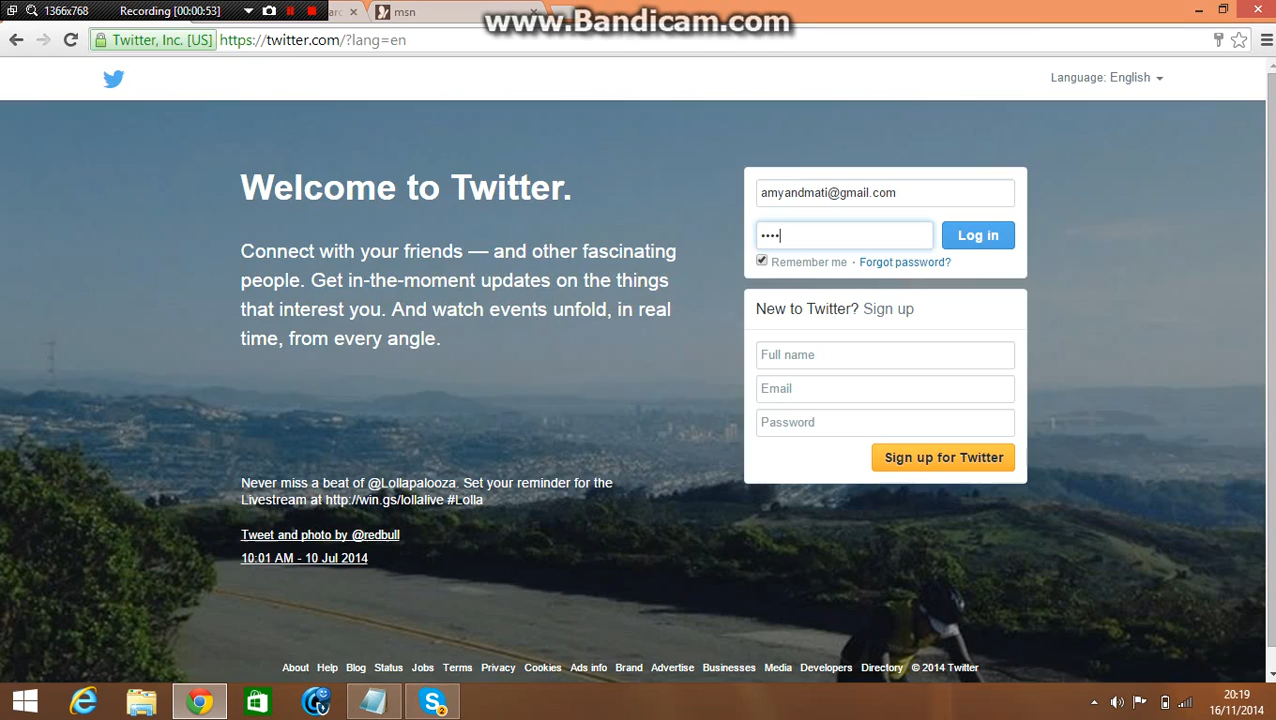 1366x768 Recording [00:00:53]
msn
www.Bandicam.com
Twitter, Inc. [US] https://twitter.com/?lang=en
Language: English
Welcome to Twitter.
Connect with your friends — and other fascinating
people. Get in-the-moment updates on the things
that interest you. And watch events unfold, in real
time, from every angle.
amyandmati@gmail.com
•••• Log in
Remember me · Forgot password?
New to Twitter? Sign up
Full name
Email
Password
Sign up for Twitter
Never miss a beat of @Lollapalooza. Set your reminder for the
Livestream at http://win.gs/lollalive #Lolla
Tweet and photo by @redbull
10:01 AM - 10 Jul 2014
About Help Blog Status Jobs Terms Privacy Cookies Ads info Brand Advertise Businesses Media Developers Directory © 2014 Twitter
2
20:19
16/11/2014